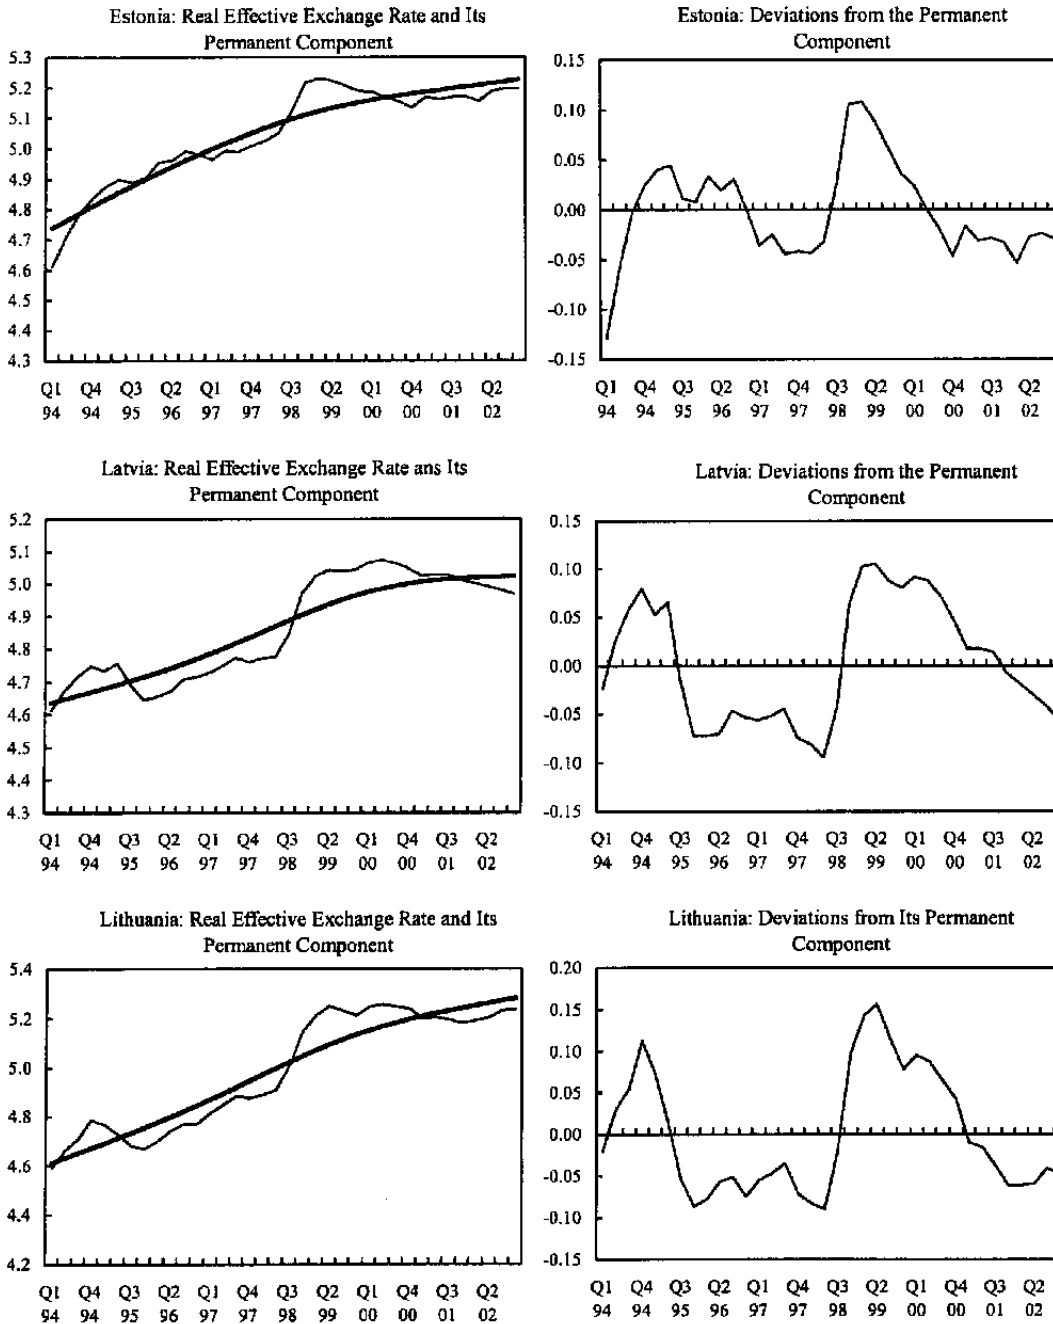 Estonia: Real Effective Exchange Rate and Its
Permanent Component
5.3
5.2
5.1
5.0
4.9
4.8
4.7
4.6
4.5
4.4
4.3
Q1 Q4 Q3 Q2 Q1 Q4 Q3 Q2 Q1 Q4 Q3 Q2
94 94 95 96 97 97 98 99 00 00 01 02
Estonia: Deviations from the Permanent
Component
0.15
0.10
0.05
0.00
-0.05
-0.10
-0.15
Q1 Q4 Q3 Q2 Q1 Q4 Q3 Q2 Q1 Q4 Q3 Q2
94 94 95 96 97 97 98 99 00 00 01 02
Latvia: Real Effective Exchange Rate ans Its
Permanent Component
5.2
5.1
5.0
4.9
4.8
4.7
4.6
4.5
4.4
4.3
Q1 Q4 Q3 Q2 Q1 Q4 Q3 Q2 Q1 Q4 Q3 Q2
94 94 95 96 97 97 98 99 00 00 01 02
Latvia: Deviations from the Permanent
Component
0.15
0.10
0.05
0.00
-0.05
-0.10
-0.15
Q1 Q4 Q3 Q2 Q1 Q4 Q3 Q2 Q1 Q4 Q3 Q2
94 94 95 96 97 97 98 99 00 00 01 02
Lithuania: Real Effective Exchange Rate and Its
Permanent Component
5.4
5.2
5.0
4.8
4.6
4.4
4.2
Q1 Q4 Q3 Q2 Q1 Q4 Q3 Q2 Q1 Q4 Q3 Q2
94 94 95 96 97 97 98 99 00 00 01 02
Lithuania: Deviations from Its Permanent
Component
0.20
0.15
0.10
0.05
0.00
-0.05
-0.10
-0.15
Q1 Q4 Q3 Q2 Q1 Q4 Q3 Q2 Q1 Q4 Q3 Q2
94 94 95 96 97 97 98 99 00 00 01 02